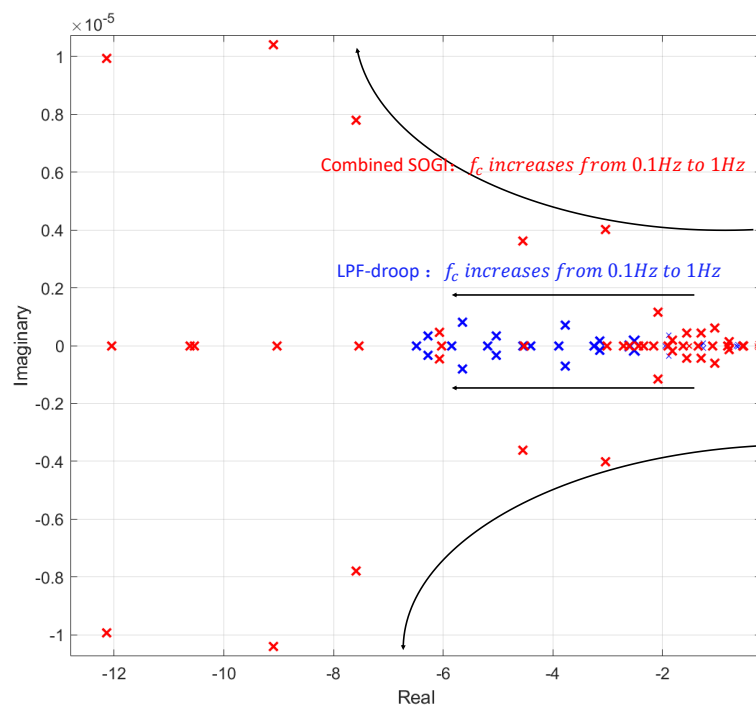 ×10⁻⁵
1
0.8
0.6
Combined SOGI： f_c increases from 0.1Hz to 1Hz
0.4
LPF-droop ： f_c increases from 0.1Hz to 1Hz
0.2
Imaginary
0
-0.2
-0.4
-0.6
-0.8
-1
-12 -10 -8 -6 -4 -2
Real